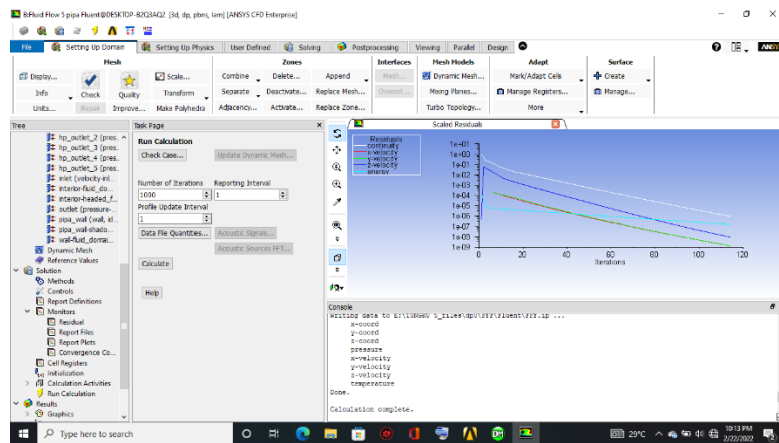 B:Fluid Flow 5 pipa Fluent@DESKTOP-B2Q3AQ2 [3d, dp, pbns, lam] [ANSYS CFD Enterprise]
File Setting Up Domain Setting Up Physics User Defined Solving Postprocessing Viewing Parallel Design ANSYS
Mesh Zones Interfaces Mesh Models Adapt Surface
Display... Scale... Combine Delete... Append Mesh... Dynamic Mesh... Mark/Adapt Cells Create
Info Check Quality Transform Separate Deactivate... Replace Mesh... Overset... Mixing Planes... Manage Registers... Manage...
Units... Repair Improve... Make Polyhedra Adjacency... Activate... Replace Zone... Turbo Topology... More
Tree
hp_outlet_2 (pres.
hp_outlet_3 (pres.
hp_outlet_4 (pres.
hp_outlet_5 (pres.
inlet (velocity-inl...
interior-fluid_do...
interior-headed_f...
outlet (pressure-...
pipa_wall (wall, id...
pipa_wall-shado...
wall-fluid_domai...
Dynamic Mesh
Reference Values
Solution
Methods
Controls
Report Definitions
Monitors
Residual
Report Files
Report Plots
Convergence Co...
Cell Registers
Initialization
Calculation Activities
Run Calculation
Results
Graphics
Task Page
Run Calculation
Check Case... Update Dynamic Mesh...
Number of Iterations Reporting Interval
1000 1
Profile Update Interval
1
Data File Quantities... Acoustic Signals...
Acoustic Sources FFT...
Calculate
Help
Scaled Residuals
Residuals
continuity
x-velocity
y-velocity
z-velocity
energy
1e+01
1e+00
1e-01
1e-02
1e-03
1e-04
1e-05
1e-06
1e-07
1e-08
1e-09
0 20 40 60 80 100 120
Iterations
Console
x-coord
y-coord
z-coord
pressure
x-velocity
y-velocity
z-velocity
temperature
Done.
Calculation complete.
Type here to search
29°C
10:13 PM
2/22/2022